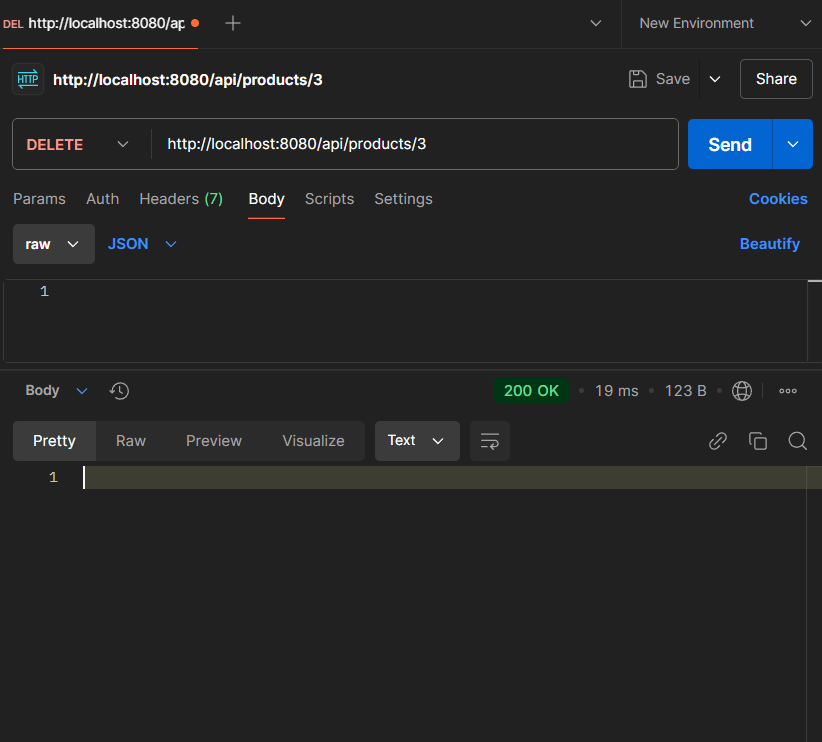 DEL http://localhost:8080/ap
New Environment
HTTP http://localhost:8080/api/products/3 Save Share
DELETE http://localhost:8080/api/products/3 Send
Params Auth Headers (7) Body Scripts Settings Cookies
raw JSON Beautify
1
Body 200 OK 19 ms 123 B
Pretty Raw Preview Visualize Text
1